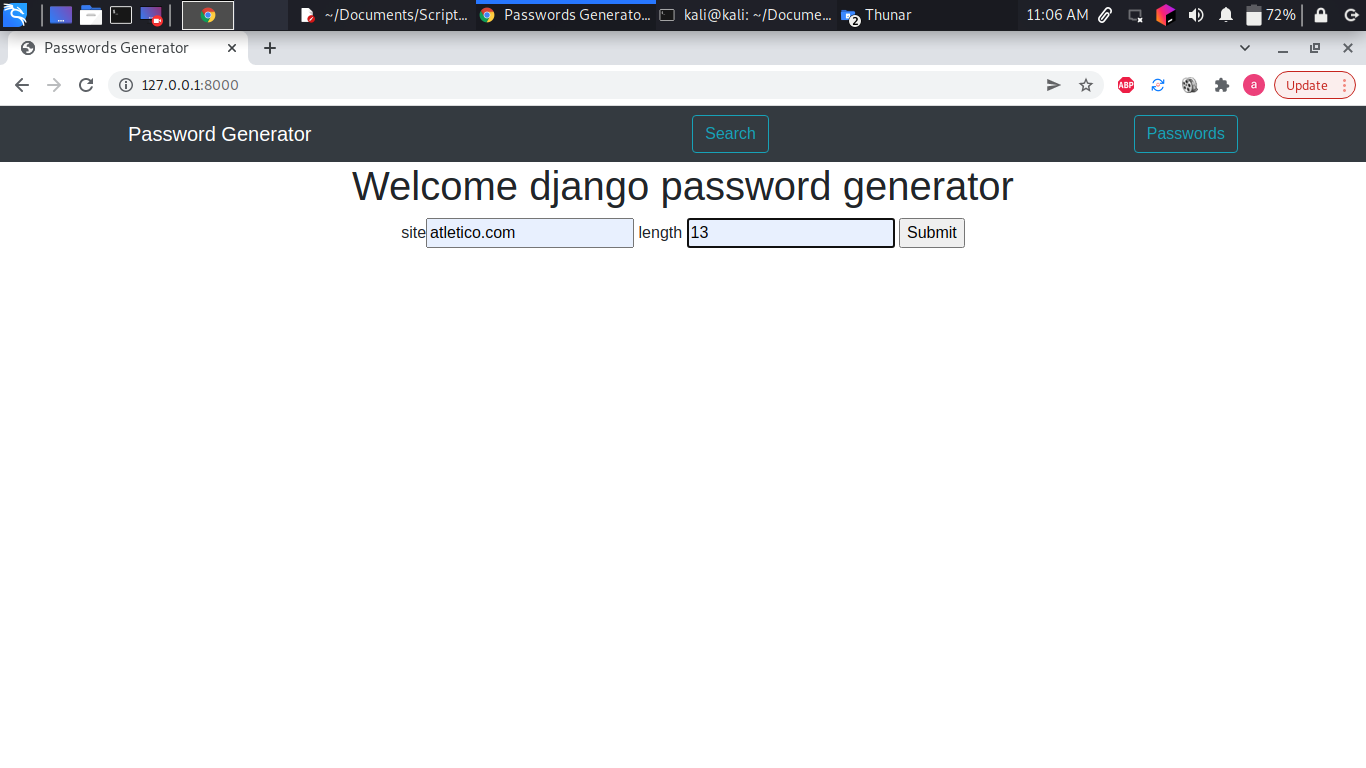 ~/Documents/Script... Passwords Generato... kali@kali: ~/Docume... 2 Thunar 11:06 AM 72%
Passwords Generator
127.0.0.1:8000 ABP a Update
Password Generator Search Passwords
Welcome django password generator
site atletico.com length 13 Submit